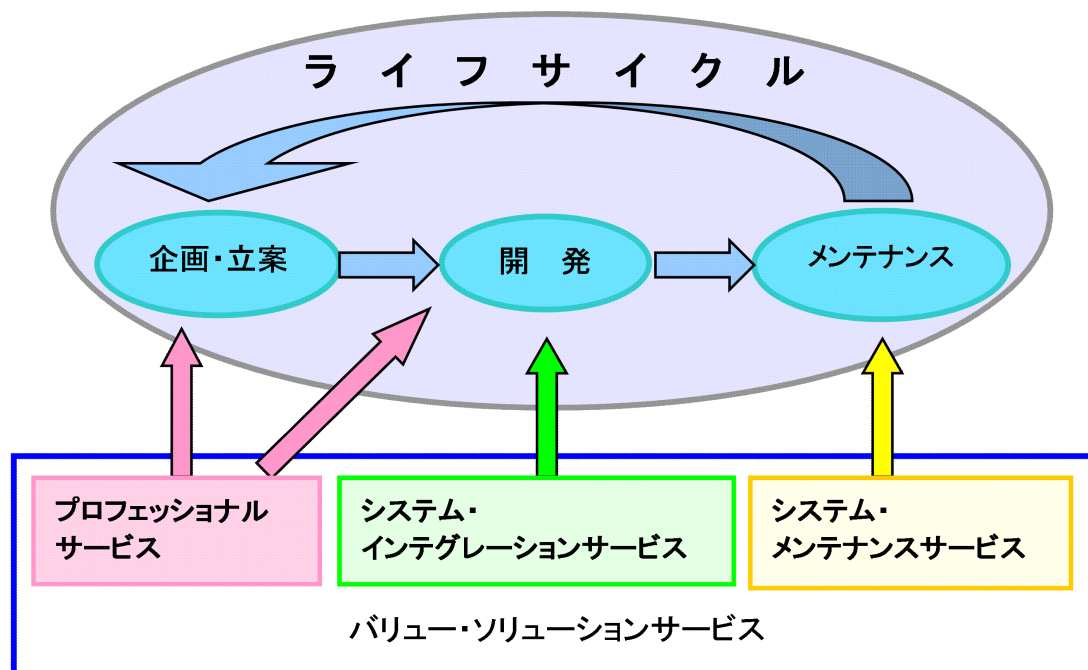 ライフサイクル
企画・立案
開　発
メンテナンス
プロフェッショナル
サービス
システム・
インテグレーションサービス
システム・
メンテナンスサービス
バリュー・ソリューションサービス